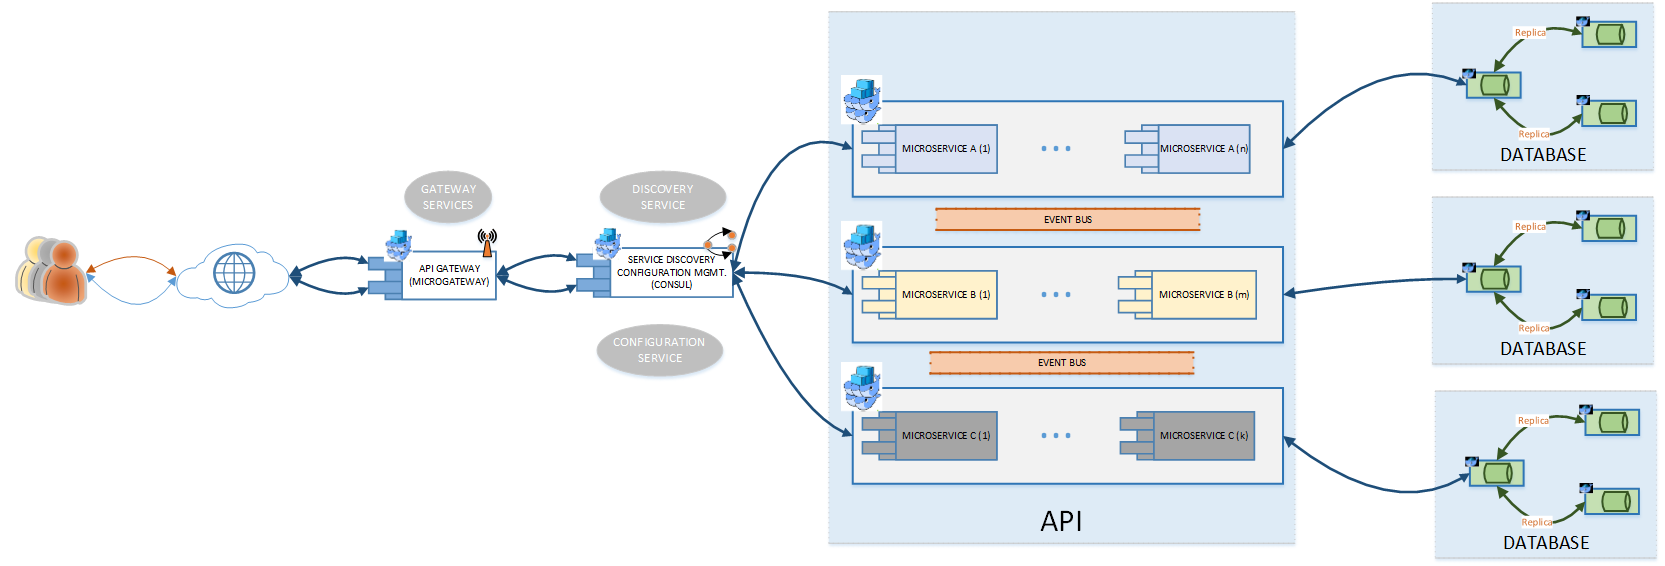 GATEWAY
SERVICES
API GATEWAY
(MICROGATEWAY)
DISCOVERY
SERVICE
SERVICE DISCOVERY
CONFIGURATION MGMT.
(CONSUL)
CONFIGURATION
SERVICE
MICROSERVICE A (1)
MICROSERVICE A (n)
EVENT BUS
MICROSERVICE B (1)
MICROSERVICE B (m)
EVENT BUS
MICROSERVICE C (1)
MICROSERVICE C (k)
API
Replica
Replica
DATABASE
Replica
Replica
DATABASE
Replica
Replica
DATABASE